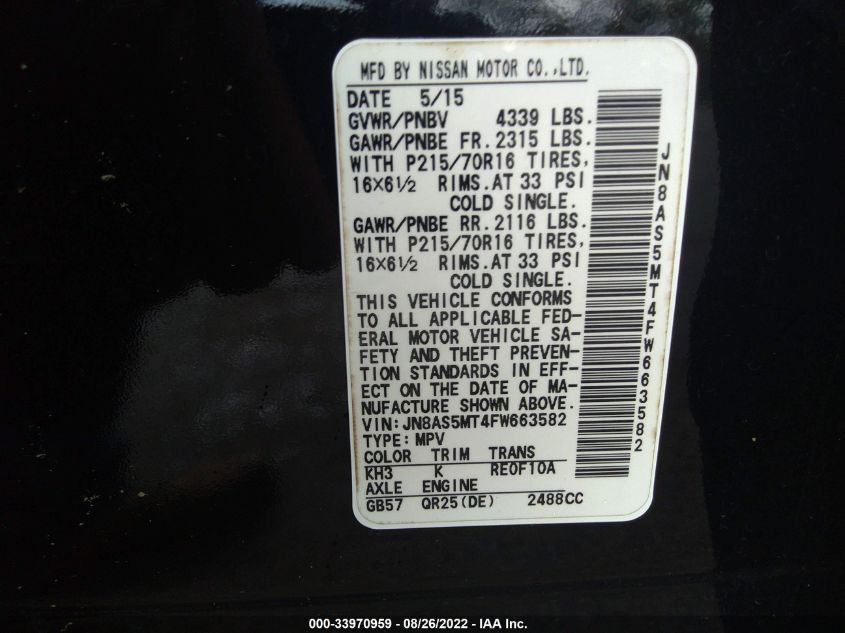 MFD BY NISSAN MOTOR CO.,LTD.
DATE 5/15
GVWR/PNBV 4339 LBS.
GAWR/PNBE FR. 2315 LBS.
WITH P215/70R16 TIRES,
16X6½ RIMS. AT 33 PSI
COLD SINGLE.
GAWR/PNBE RR. 2116 LBS.
WITH P215/70R16 TIRES,
16X6½ RIMS. AT 33 PSI
COLD SINGLE.
THIS VEHICLE CONFORMS
TO ALL APPLICABLE FED-
ERAL MOTOR VEHICLE SA-
FETY AND THEFT PREVEN-
TION STANDARDS IN EFF-
ECT ON THE DATE OF MA-
NUFACTURE SHOWN ABOVE.
VIN:JN8AS5MT4FW663582
TYPE:MPV
COLOR TRIM TRANS
KH3 K RE0F10A
AXLE ENGINE
GB57 QR25(DE) 2488CC
JN8AS5MT4FW663582
000-33970959 - 08/26/2022 - IAA Inc.